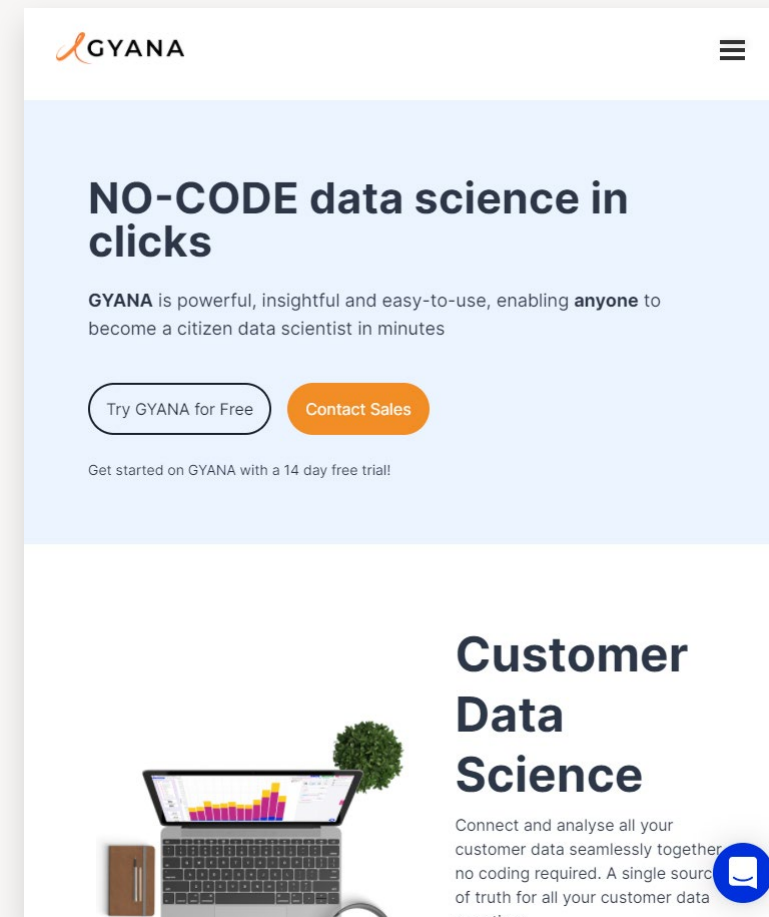 GYANA
NO-CODE data science in
clicks
GYANA is powerful, insightful and easy-to-use, enabling anyone to
become a citizen data scientist in minutes
Try GYANA for Free
Contact Sales
Get started on GYANA with a 14 day free trial!
Customer
Data
Science
Connect and analyse all your
customer data seamlessly together,
no coding required. A single
of truth for all your customer data